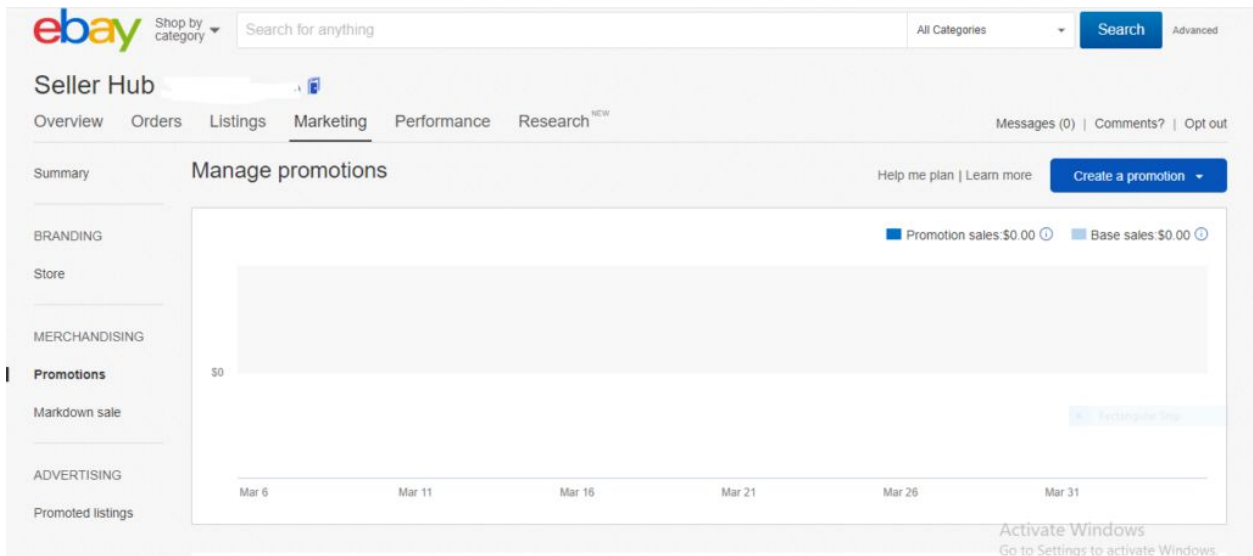 ebay
Shop by category
Search for anything
All Categories
Search
Advanced
Seller Hub
Overview Orders Listings Marketing Performance Research NEW
Messages (0) | Comments? | Opt out
Summary
BRANDING
Store
MERCHANDISING
Promotions
Markdown sale
ADVERTISING
Promoted listings
Manage promotions
Help me plan | Learn more
Create a promotion
Promotion sales:$0.00 Base sales:$0.00
$0
Mar 6 Mar 11 Mar 16 Mar 21 Mar 26 Mar 31
Rectangular Snip
Activate Windows
Go to Settings to activate Windows.